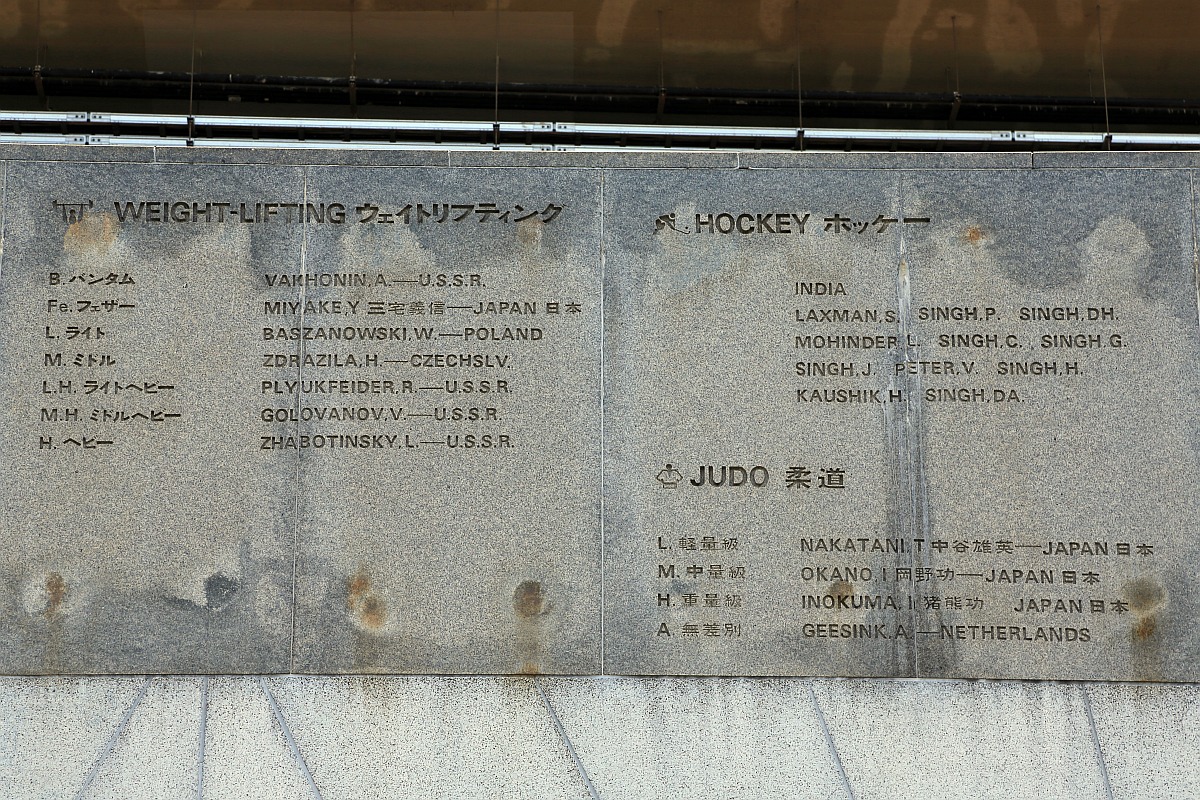 WEIGHT-LIFTING ウェイトリフティング
B. バンタム VAKHONIN,A.—U.S.S.R.
Fe. フェザー MIYAKE,Y 三宅義信—JAPAN 日本
L. ライト BASZANOWSKI,W.—POLAND
M. ミドル ZDRAZILA,H.—CZECHSLV.
L.H. ライトヘビー PLYUKFEIDER,R.—U.S.S.R.
M.H. ミドルヘビー GOLOVANOV,V.—U.S.S.R.
H. ヘビー ZHABOTINSKY,L.—U.S.S.R.
HOCKEY ホッケー
INDIA
LAXMAN,S. SINGH,P. SINGH,DH.
MOHINDER,L. SINGH,C. SINGH,G.
SINGH,J. PETER,V. SINGH,H.
KAUSHIK,H. SINGH,DA.
JUDO 柔道
L. 軽量級 NAKATANI,T 中谷雄英—JAPAN 日本
M. 中量級 OKANO,I 岡野功—JAPAN 日本
H. 重量級 INOKUMA,I 猪熊功 JAPAN 日本
A. 無差別 GEESINK,A.—NETHERLANDS